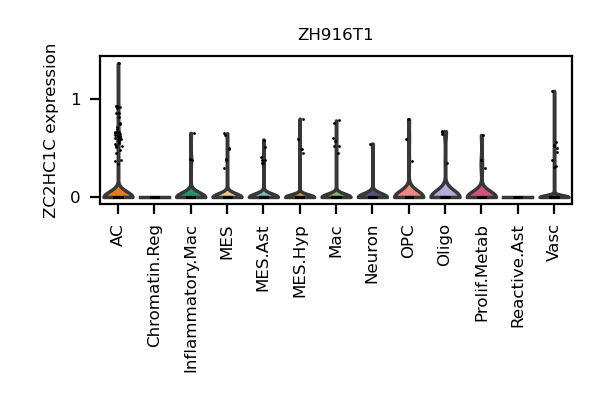 ZH916T1
ZC2HC1C expression
1
0
AC
Chromatin.Reg
Inflammatory.Mac
MES
MES.Ast
MES.Hyp
Mac
Neuron
OPC
Oligo
Prolif.Metab
Reactive.Ast
Vasc